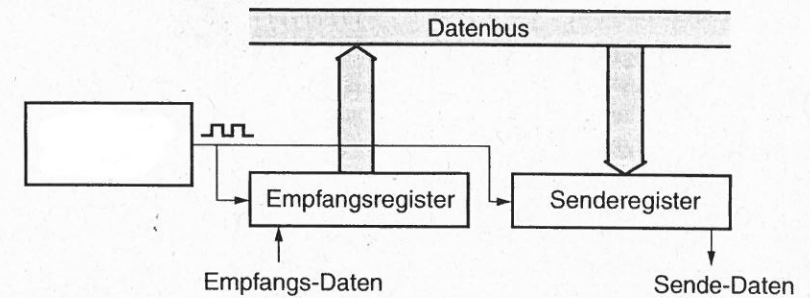 Datenbus
Empfangsregister
Senderegister
Empfangs-Daten
Sende-Daten